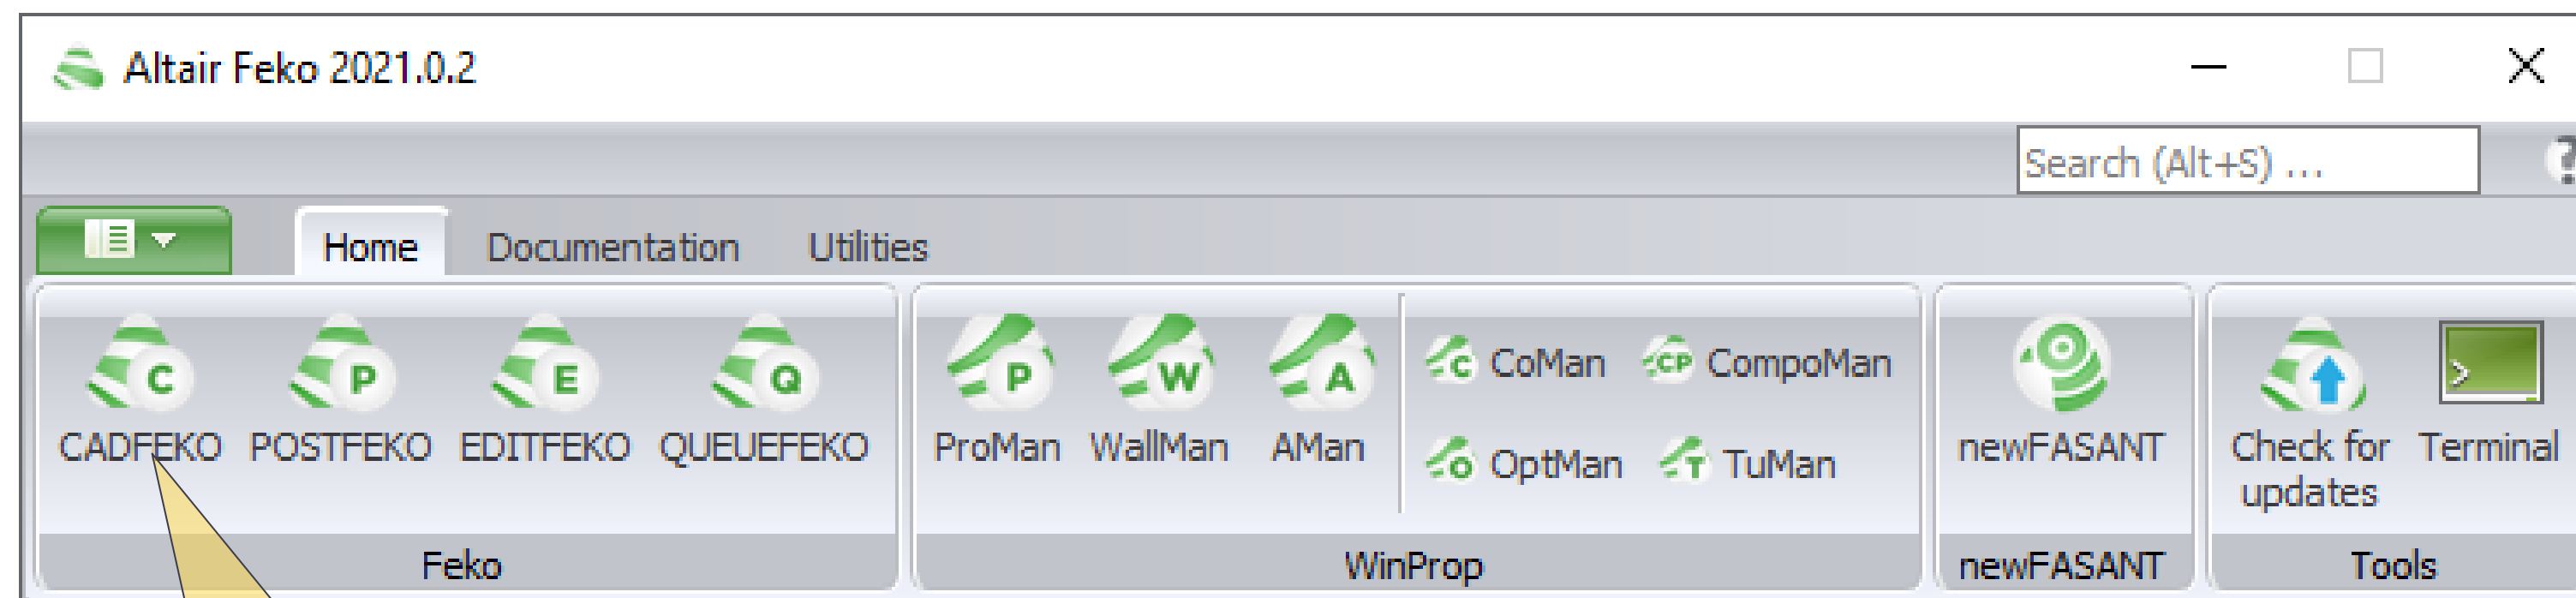 Altair Feko 2021.0.2
Search (Alt+S) ...
?
Home Documentation Utilities
C P E Q P W A C CoMan CP CompoMan >
CADFEKO POSTFEKO EDITFEKO QUEUEFEKO ProMan WallMan AMan O OptMan T TuMan newFASANT Check for updates Terminal
Feko WinProp newFASANT Tools